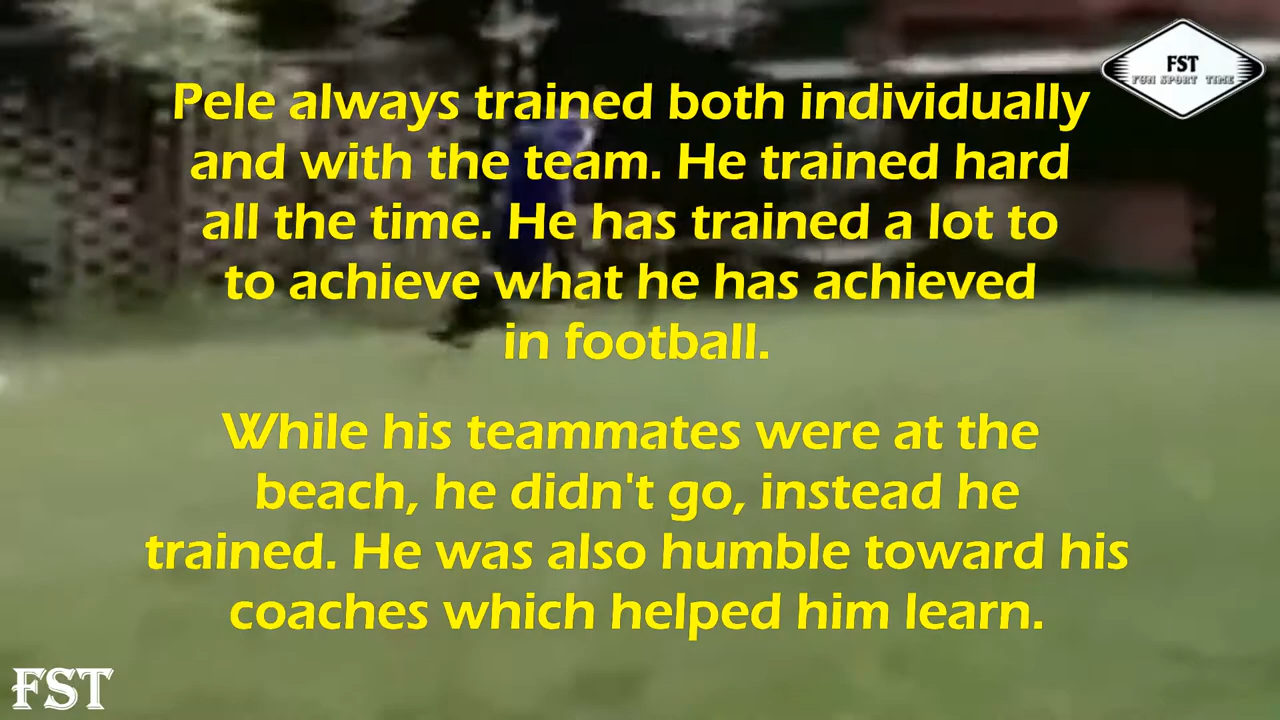 FST
FUN SPORT TIME
Pele always trained both individually
and with the team. He trained hard
all the time. He has trained a lot to
to achieve what he has achieved
in football.
While his teammates were at the
beach, he didn't go, instead he
trained. He was also humble toward his
coaches which helped him learn.
FST